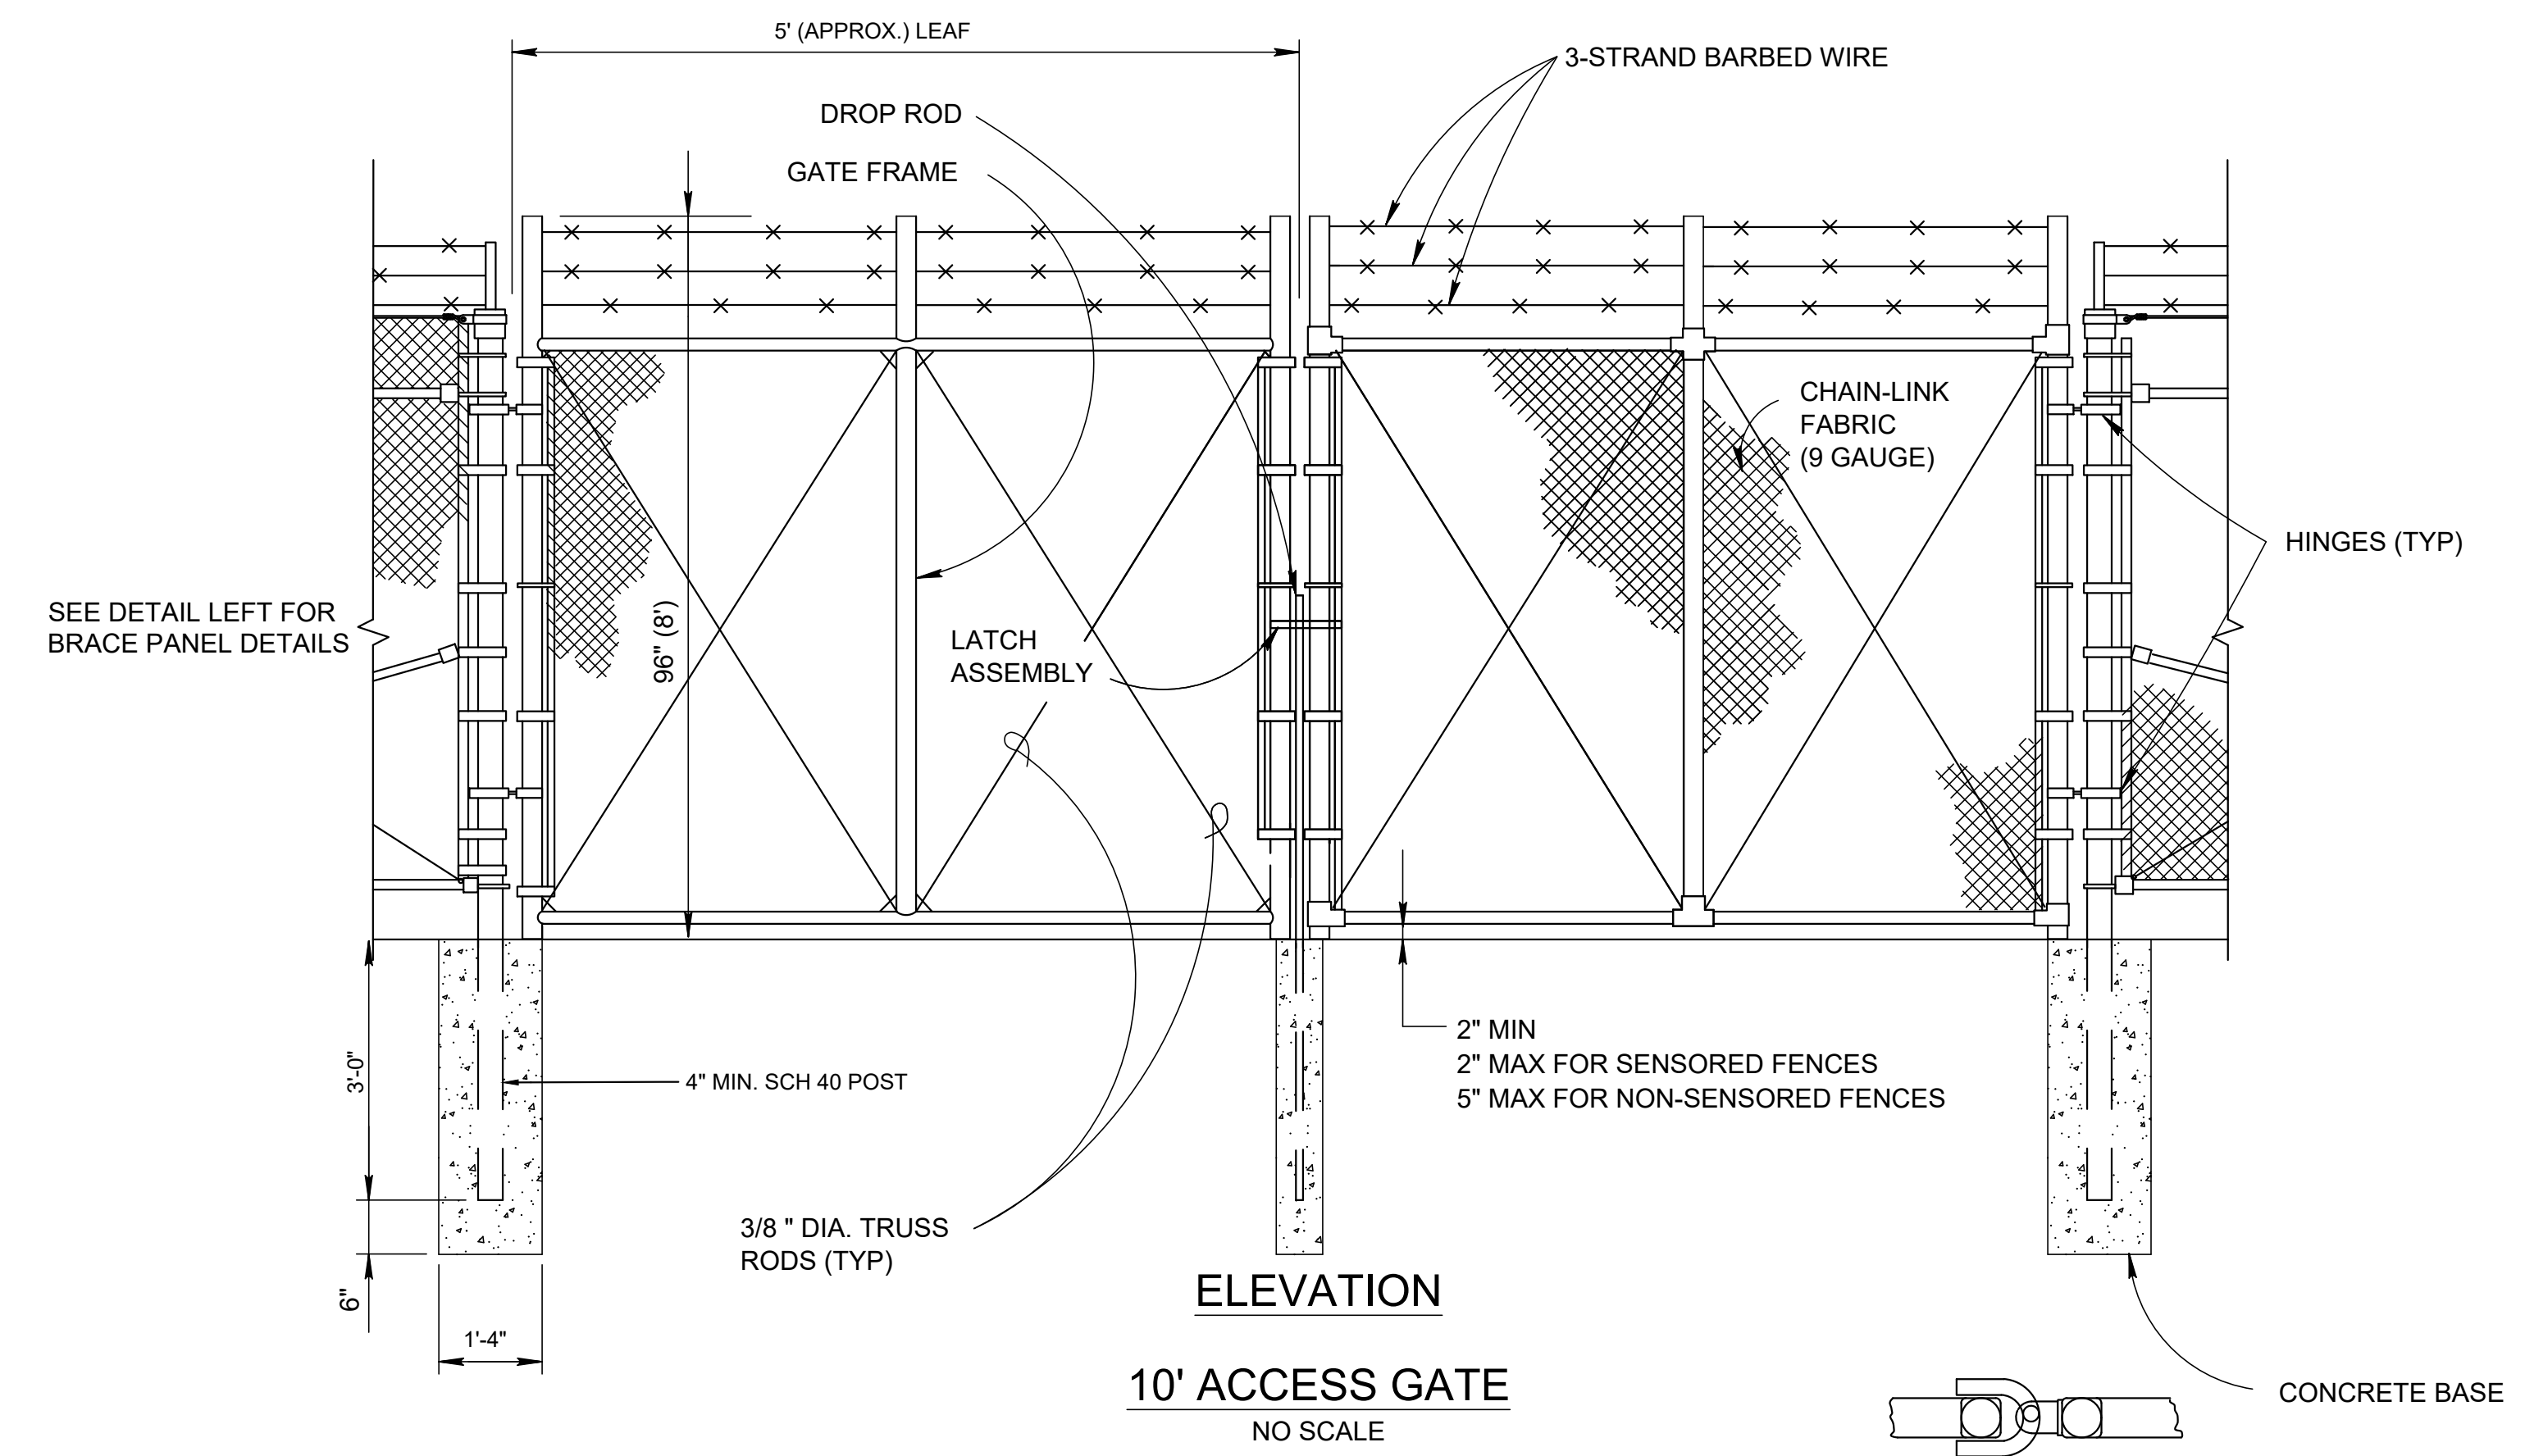 5' (APPROX.) LEAF
3-STRAND BARBED WIRE
DROP ROD
GATE FRAME
CHAIN-LINK
FABRIC
(9 GAUGE)
HINGES (TYP)
SEE DETAIL LEFT FOR
BRACE PANEL DETAILS
96" (8')
LATCH
ASSEMBLY
2" MIN
2" MAX FOR SENSORED FENCES
5" MAX FOR NON-SENSORED FENCES
3'-0"
4" MIN. SCH 40 POST
3/8 " DIA. TRUSS
RODS (TYP)
6"
1'-4"
ELEVATION
10' ACCESS GATE
NO SCALE
CONCRETE BASE